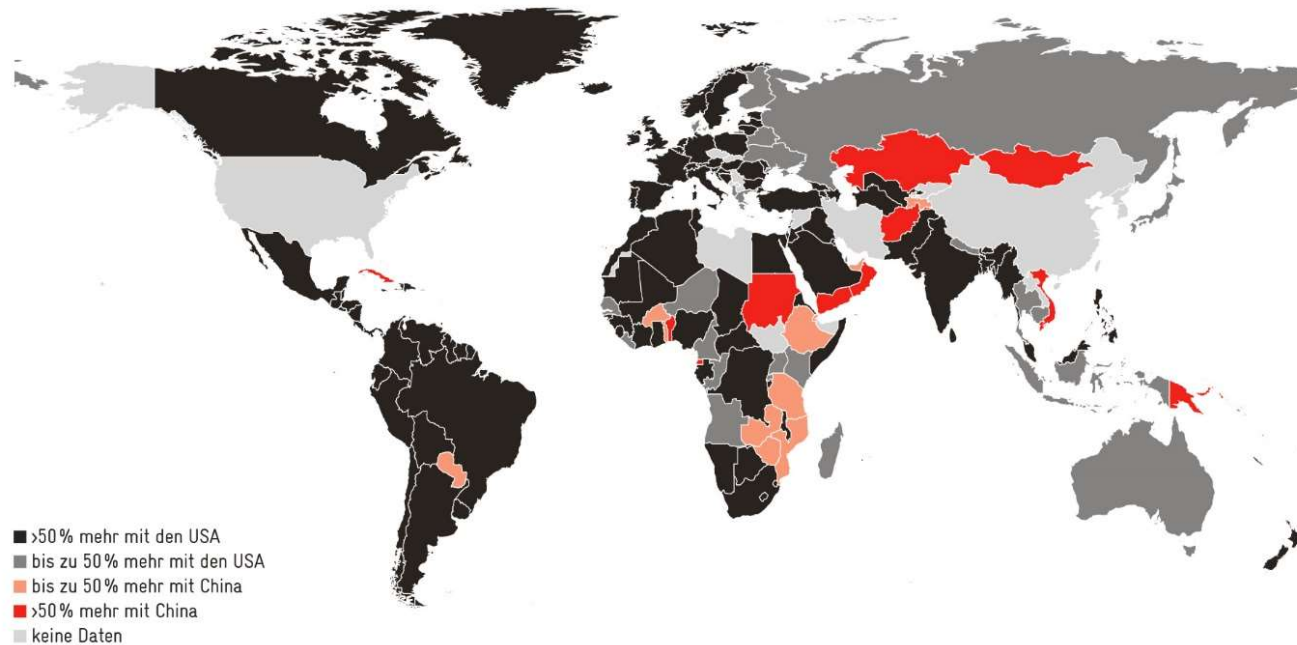 >50% mehr mit den USA
bis zu 50% mehr mit den USA
bis zu 50% mehr mit China
>50% mehr mit China
keine Daten